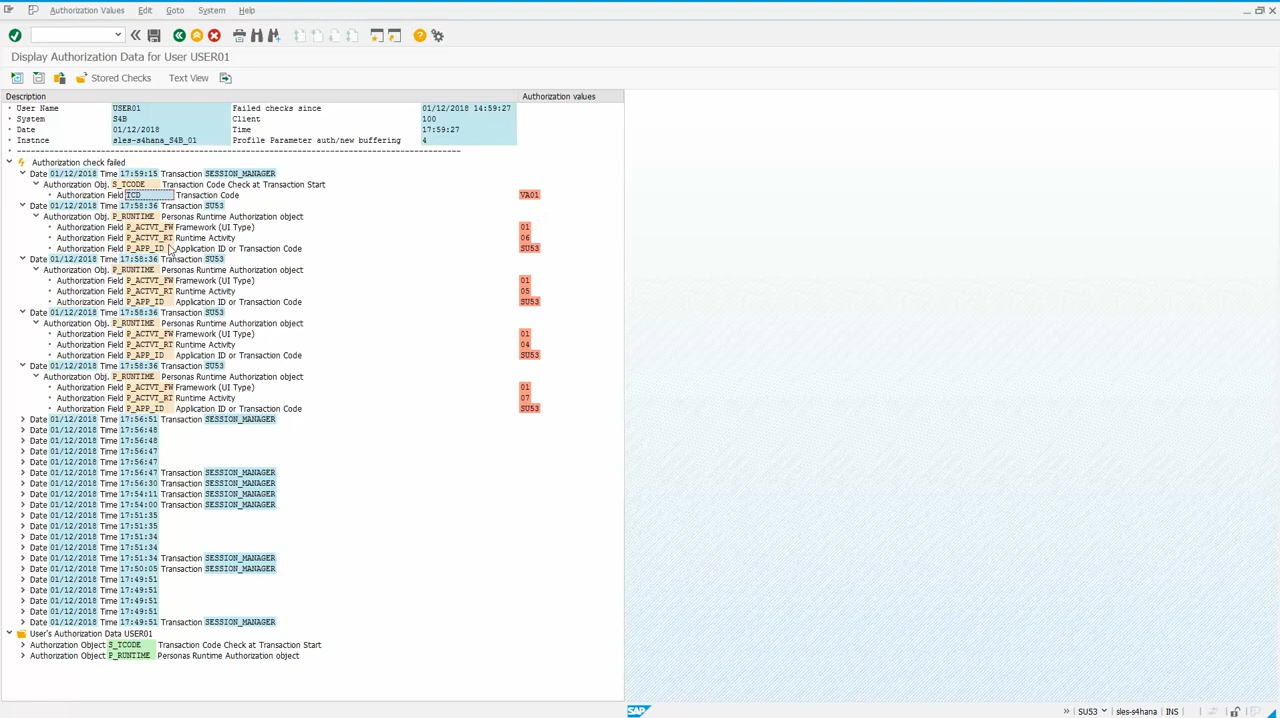 Authorization Values Edit Goto System Help
Display Authorization Data for User USER01
Stored Checks Text View
Description Authorization values
User Name USER01 Failed checks since 01/12/2018 14:59:27
System S4B Client 100
Date 01/12/2018 Time 17:59:27
Instnce sles-s4hana_S4B_01 Profile Parameter auth/new buffering 4
Authorization check failed
Date 01/12/2018 Time 17:59:15 Transaction SESSION_MANAGER
Authorization Obj. S_TCODE Transaction Code Check at Transaction Start
Authorization Field TCD Transaction Code VA01
Date 01/12/2018 Time 17:58:36 Transaction SU53
Authorization Obj. P_RUNTIME Personas Runtime Authorization object
Authorization Field P_ACTVT_FW Framework (UI Type) 01
Authorization Field P_ACTVT_RT Runtime Activity 06
Authorization Field P_APP_ID Application ID or Transaction Code SU53
Date 01/12/2018 Time 17:58:36 Transaction SU53
Authorization Obj. P_RUNTIME Personas Runtime Authorization object
Authorization Field P_ACTVT_FW Framework (UI Type) 01
Authorization Field P_ACTVT_RT Runtime Activity 05
Authorization Field P_APP_ID Application ID or Transaction Code SU53
Date 01/12/2018 Time 17:58:36 Transaction SU53
Authorization Obj. P_RUNTIME Personas Runtime Authorization object
Authorization Field P_ACTVT_FW Framework (UI Type) 01
Authorization Field P_ACTVT_RT Runtime Activity 04
Authorization Field P_APP_ID Application ID or Transaction Code SU53
Date 01/12/2018 Time 17:58:36 Transaction SU53
Authorization Obj. P_RUNTIME Personas Runtime Authorization object
Authorization Field P_ACTVT_FW Framework (UI Type) 01
Authorization Field P_ACTVT_RT Runtime Activity 07
Authorization Field P_APP_ID Application ID or Transaction Code SU53
Date 01/12/2018 Time 17:56:51 Transaction SESSION_MANAGER
Date 01/12/2018 Time 17:56:48
Date 01/12/2018 Time 17:56:48
Date 01/12/2018 Time 17:56:47
Date 01/12/2018 Time 17:56:47
Date 01/12/2018 Time 17:56:47 Transaction SESSION_MANAGER
Date 01/12/2018 Time 17:56:30 Transaction SESSION_MANAGER
Date 01/12/2018 Time 17:54:11 Transaction SESSION_MANAGER
Date 01/12/2018 Time 17:54:00 Transaction SESSION_MANAGER
Date 01/12/2018 Time 17:51:35
Date 01/12/2018 Time 17:51:35
Date 01/12/2018 Time 17:51:34
Date 01/12/2018 Time 17:51:34
Date 01/12/2018 Time 17:51:34 Transaction SESSION_MANAGER
Date 01/12/2018 Time 17:50:05 Transaction SESSION_MANAGER
Date 01/12/2018 Time 17:49:51
Date 01/12/2018 Time 17:49:51
Date 01/12/2018 Time 17:49:51
Date 01/12/2018 Time 17:49:51
Date 01/12/2018 Time 17:49:51 Transaction SESSION_MANAGER
User's Authorization Data USER01
Authorization Object S_TCODE Transaction Code Check at Transaction Start
Authorization Object P_RUNTIME Personas Runtime Authorization object
SAP SU53 sles-s4hana INS